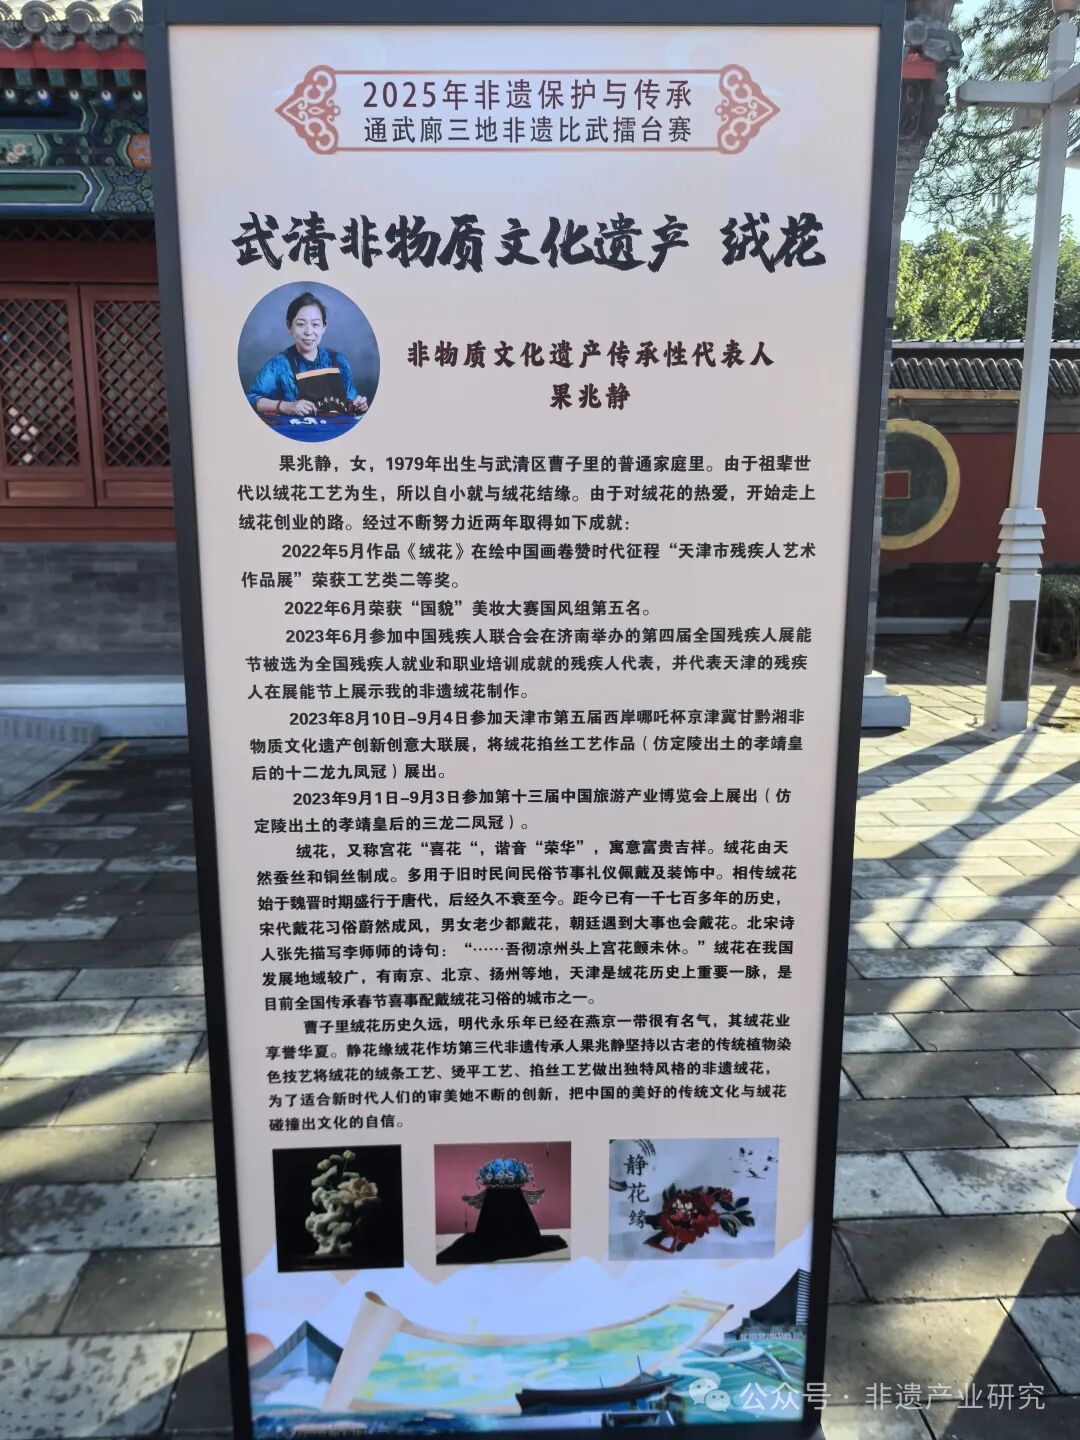 2025年非遗保护与传承
通武廊三地非遗比武擂台赛
武清非物质文化遗产 绒花
非物质文化遗产传承性代表人
果兆静
果兆静，女，1979年出生与武清区曹子里的普通家庭里。由于祖辈世
代以绒花工艺为生，所以自小就与绒花结缘。由于对绒花的热爱，开始走上
绒花创业的路。经过不断努力近两年取得如下成就：
2022年5月作品《绒花》在绘中国画卷赞时代征程“天津市残疾人艺术
作品展”荣获工艺类二等奖。
2022年6月荣获“国貌”美妆大赛国风组第五名。
2023年6月参加中国残疾人联合会在济南举办的第四届全国残疾人展能
节被选为全国残疾人就业和职业培训成就的残疾人代表，并代表天津的残疾
人在展能节上展示我的非遗绒花制作。
2023年8月10日-9月4日参加天津市第五届西岸哪吒杯京津冀甘黔湘非
物质文化遗产创新创意大联展，将绒花掐丝工艺作品（仿定陵出土的孝靖皇
后的十二龙九凤冠）展出。
2023年9月1日-9月3日参加第十三届中国旅游产业博览会上展出（仿
定陵出土的孝靖皇后的三龙二凤冠）。
绒花，又称宫花“喜花“，谐音“荣华”，寓意富贵吉祥。绒花由天
然蚕丝和铜丝制成。多用于旧时民间民俗节事礼仪佩戴及装饰中。相传绒花
始于魏晋时期盛行于唐代，后经久不衰至今。距今已有一千七百多年的历史，
宋代戴花习俗蔚然成风，男女老少都戴花，朝廷遇到大事也会戴花。北宋诗
人张先描写李师师的诗句：“……吾彻凉州头上宫花颤未休。”绒花在我国
发展地域较广，有南京、北京、扬州等地，天津是绒花历史上重要一脉，是
目前全国传承春节喜事配戴绒花习俗的城市之一。
曹子里绒花历史久远，明代永乐年已经在燕京一带很有名气，其绒花业
享誉华夏。静花缘绒花作坊第三代非遗传承人果兆静坚持以古老的传统植物染
色技艺将绒花的绒条工艺、烫平工艺、掐丝工艺做出独特风格的非遗绒花，
为了适合新时代人们的审美她不断的创新，把中国的美好的传统文化与绒花
碰撞出文化的自信。
静花缘
公众号·非遗产业研究